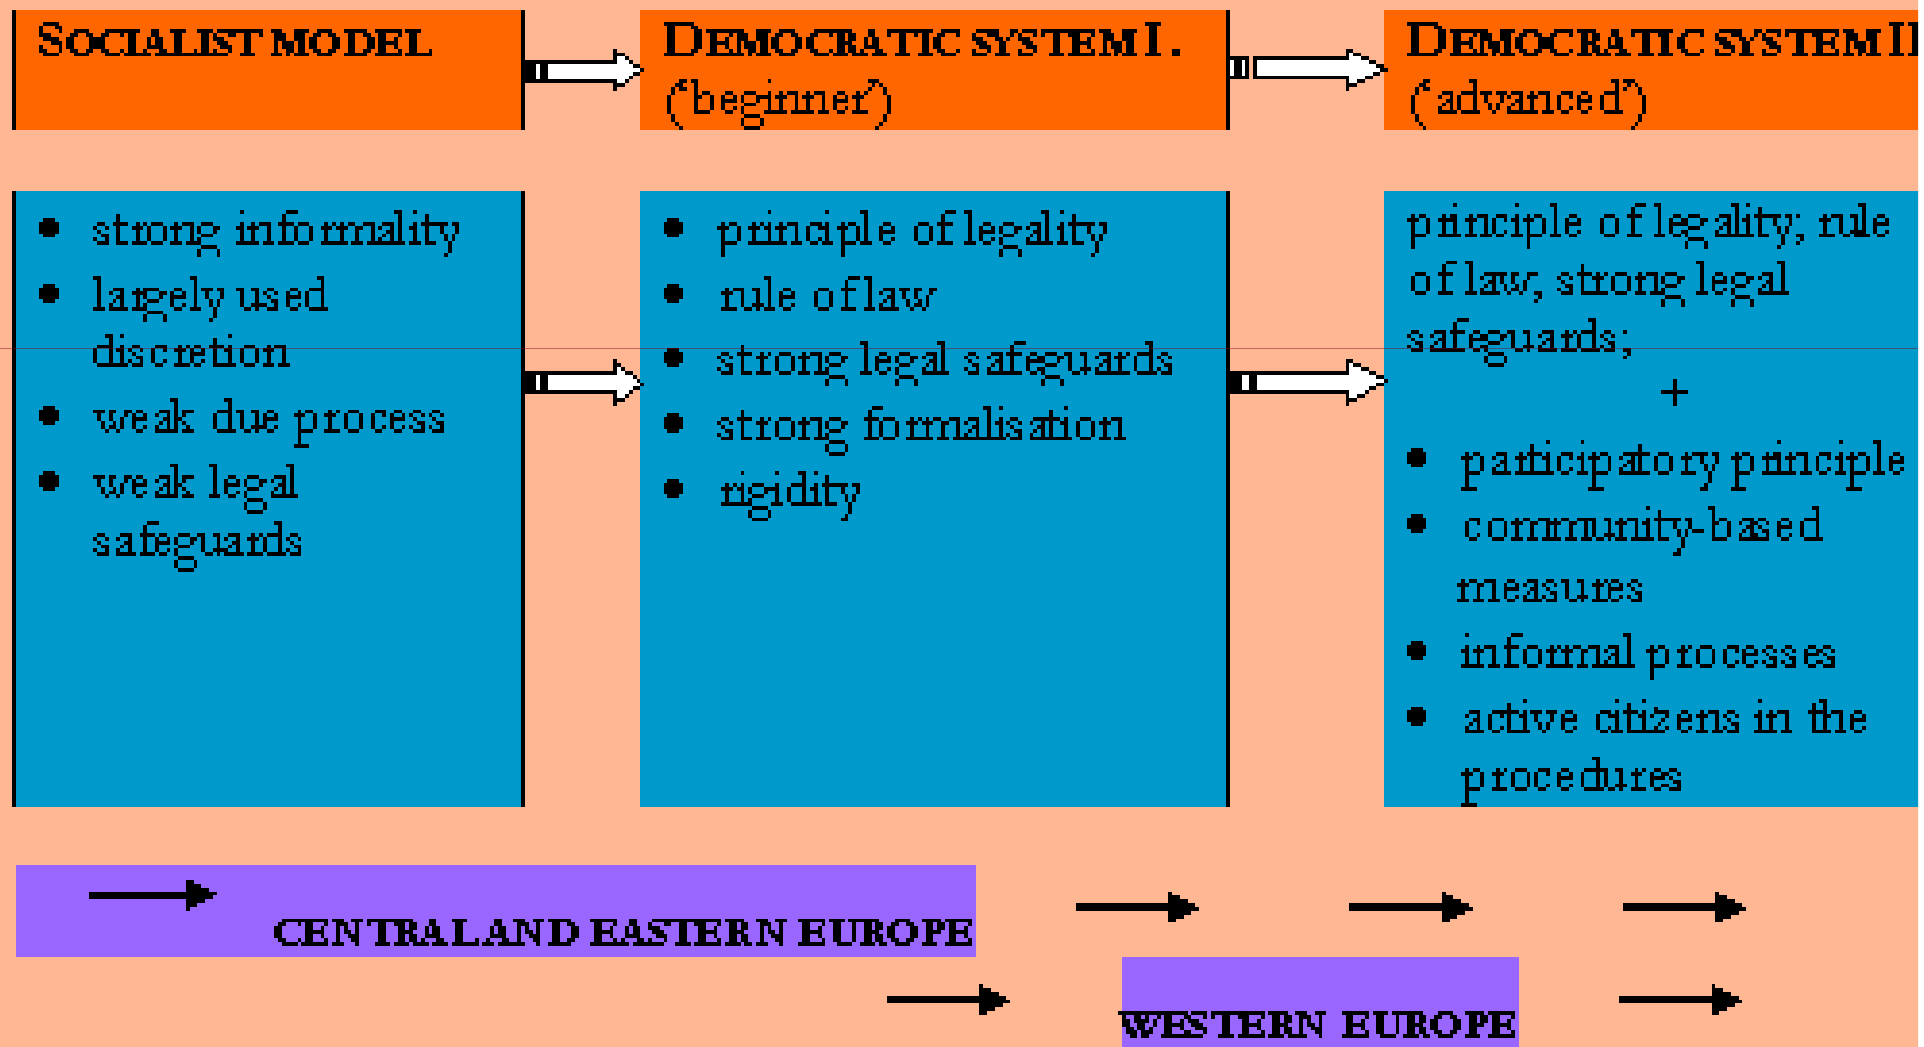 SOCIALIST MODEL
DEMOCRATIC SYSTEM I.
(‘beginner’)
DEMOCRATIC SYSTEM II
(‘advanced’)
• strong informality
• largely used
discretion
• weak due process
• weak legal
safeguards
• principle of legality
• rule of law
• strong legal safeguards
• strong formalisation
• rigidity
principle of legality; rule
of law, strong legal
safeguards;
+
• participatory principle
• community-based
measures
• informal processes
• active citizens in the
procedures
CENTRAL AND EASTERN EUROPE
WESTERN EUROPE